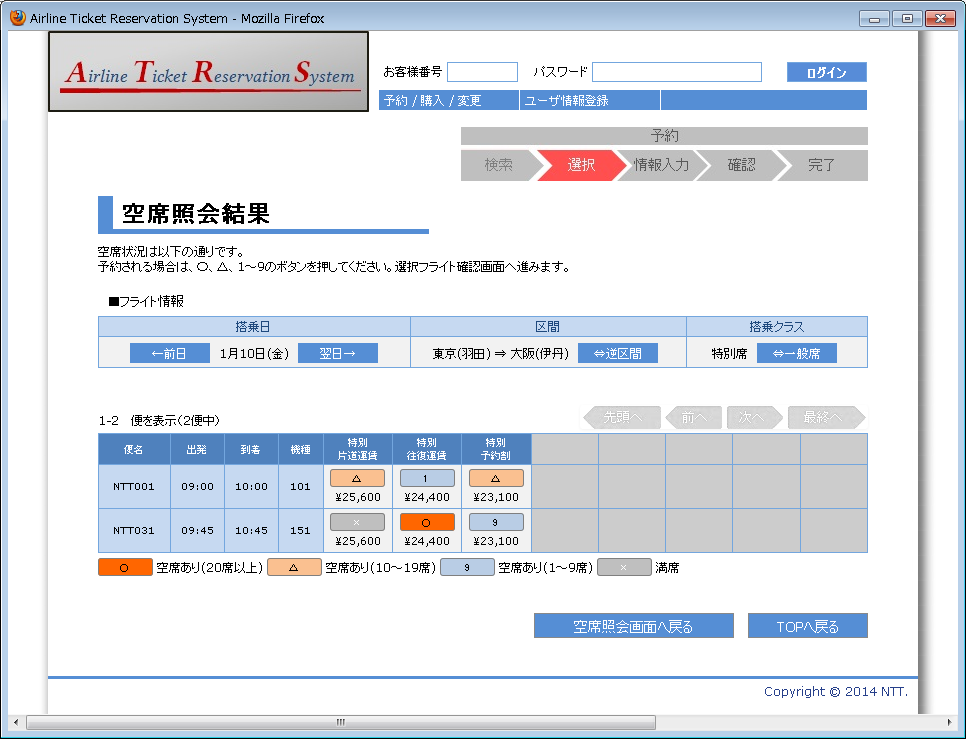 Airline Ticket Reservation System - Mozilla Firefox
Airline Ticket Reservation System
お客様番号 パスワード ログイン
予約 / 購入 / 変更 ユーザ情報登録
予約
検索 選択 情報入力 確認 完了
空席照会結果
空席状況は以下の通りです。
予約される場合は、○、△、1～9のボタンを押してください。選択フライト確認画面へ進みます。
■フライト情報
搭乗日 区間 搭乗クラス
←前日 1月10日(金) 翌日→ 東京(羽田) ⇒ 大阪(伊丹) ⇔逆区間 特別席 ⇔一般席
1-2 便を表示(2便中) 先頭へ 前へ 次へ 最終へ
便名 出発 到着 機種 特別 片道運賃 特別 往復運賃 特別 予約割
NTT001 09:00 10:00 101 △ 1 △
¥25,600 ¥24,400 ¥23,100
NTT031 09:45 10:45 151 × ○ 9
¥25,600 ¥24,400 ¥23,100
○ 空席あり(20席以上) △ 空席あり(10～19席) 9 空席あり(1～9席) × 満席
空席照会画面へ戻る TOPへ戻る
Copyright © 2014 NTT.